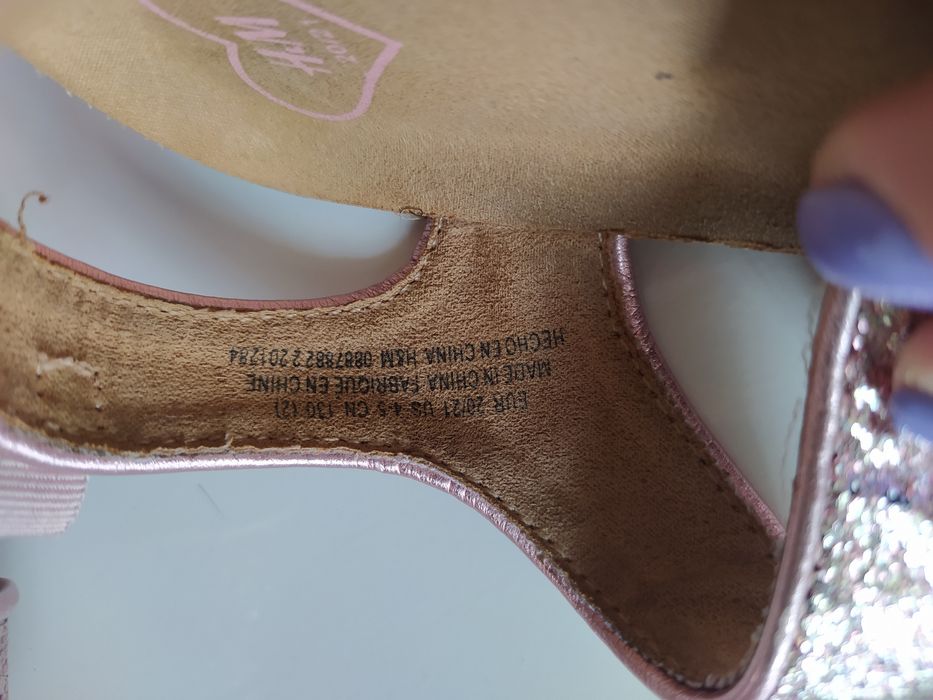 EUR 20/21 US 4-5 CN 130 (2)
MADE IN CHINA FABRIQUE EN CHINE
HECHO EN CHINA H&M 0887882 2 201284
H&M